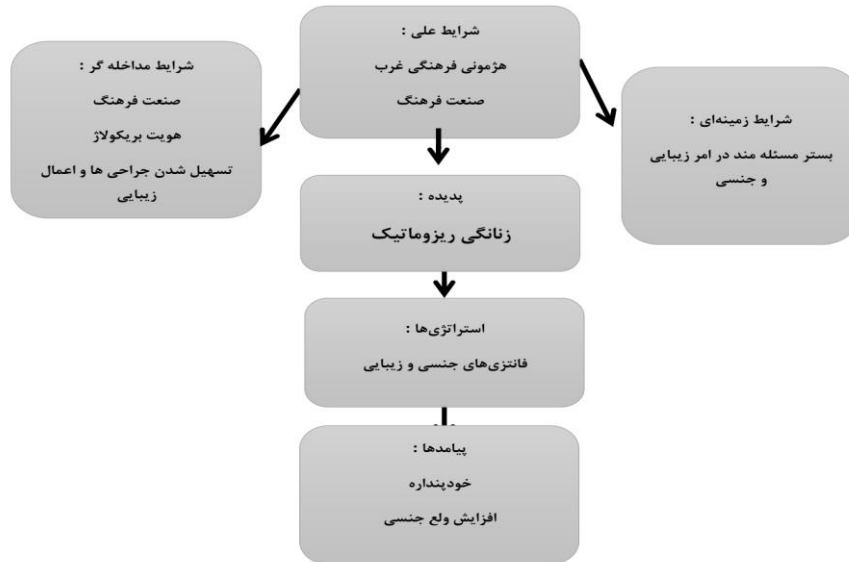 شرایط علی :
هژمونی فرهنگی غرب
صنعت فرهنگ
شرایط زمینه‌ای :
بستر مسئله مند در امر زیبایی
و جنسی
شرایط مداخله گر :
صنعت فرهنگ
هویت بریکولاژ
تسهیل شدن جراحی ها و اعمال
زیبایی
پدیده :
زنانگی ریزوماتیک
استراتژی‌ها :
فانتزی‌های جنسی و زیبایی
پیامدها :
خودپنداره
افزایش ولع جنسی